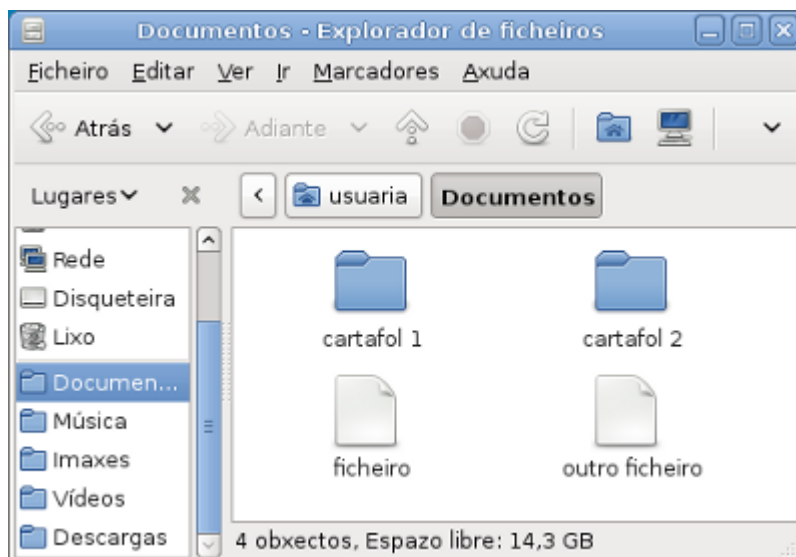 Documentos - Explorador de ficheiros
Ficheiro Editar Ver Ir Marcadores Axuda
Atrás Adiante
Lugares usuaria Documentos
Rede
Disqueteira
Lixo
Documen...
Música
Imaxes
Vídeos
Descargas
cartafol 1 cartafol 2
ficheiro outro ficheiro
4 obxectos, Espazo libre: 14,3 GB